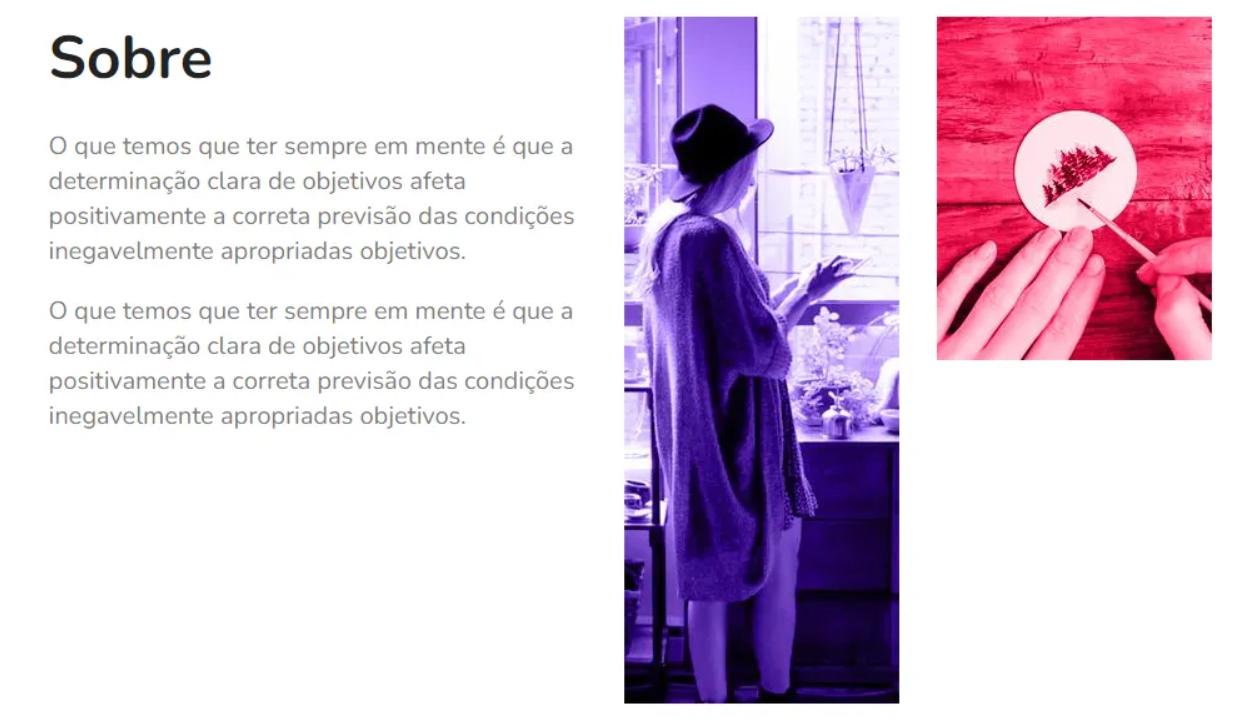 Sobre
O que temos que ter sempre em mente é que a
determinação clara de objetivos afeta
positivamente a correta previsão das condições
inegavelmente apropriadas objetivos.
O que temos que ter sempre em mente é que a
determinação clara de objetivos afeta
positivamente a correta previsão das condições
inegavelmente apropriadas objetivos.